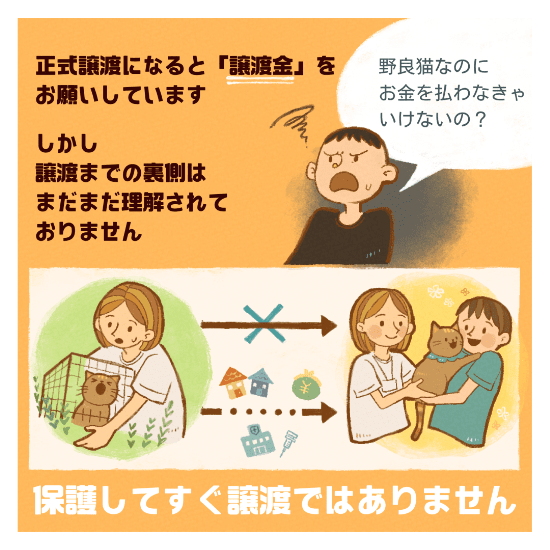 正式譲渡になると「譲渡金」を
お願いしています
しかし
譲渡までの裏側は
まだまだ理解されて
おりません
野良猫なのに
お金を払わなきゃ
いけないの？
保護してすぐ譲渡ではありません